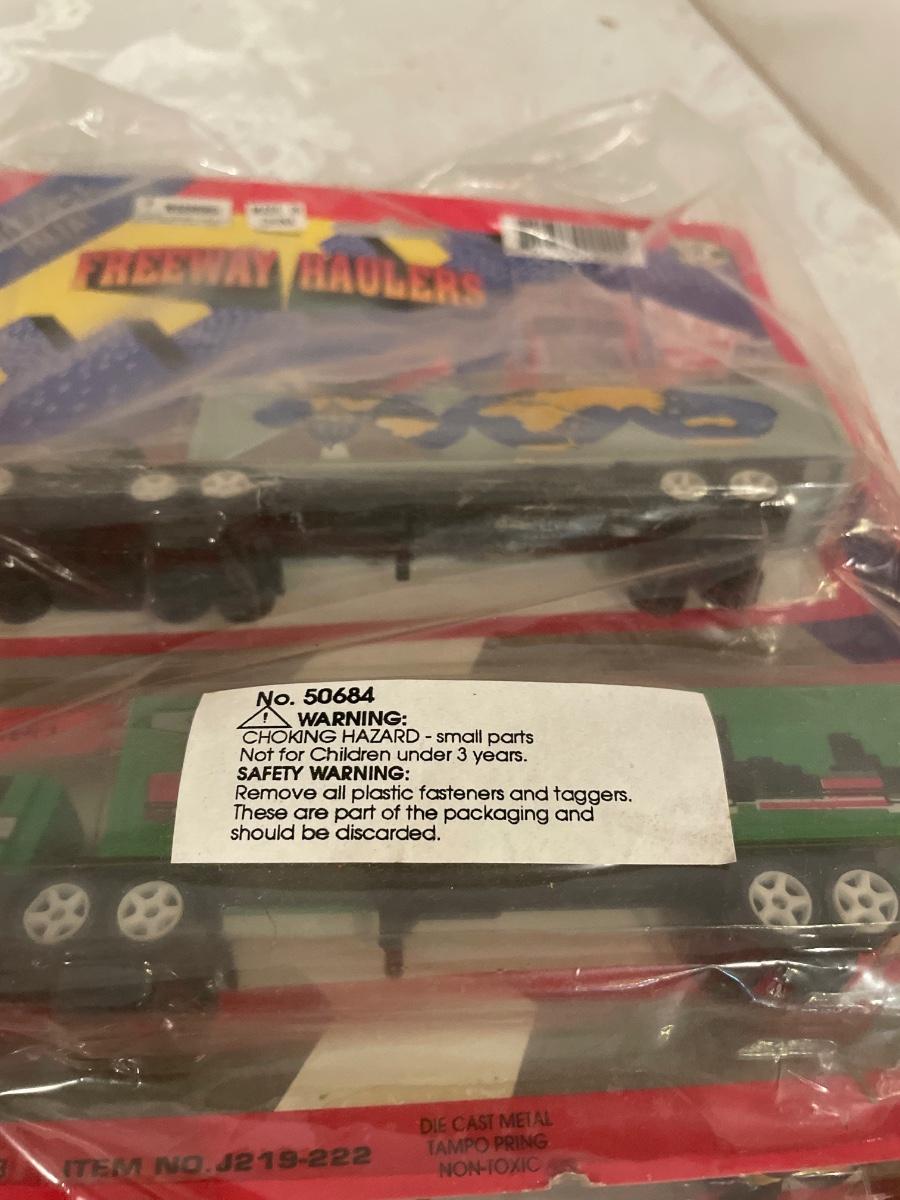 FREEWAY HAULERS
No. 50684
WARNING:
CHOKING HAZARD - small parts
Not for Children under 3 years.
SAFETY WARNING:
Remove all plastic fasteners and taggers.
These are part of the packaging and
should be discarded.
DIE CAST METAL
TAMPO PRING
NON-TOXIC
ITEM NO.J219-222